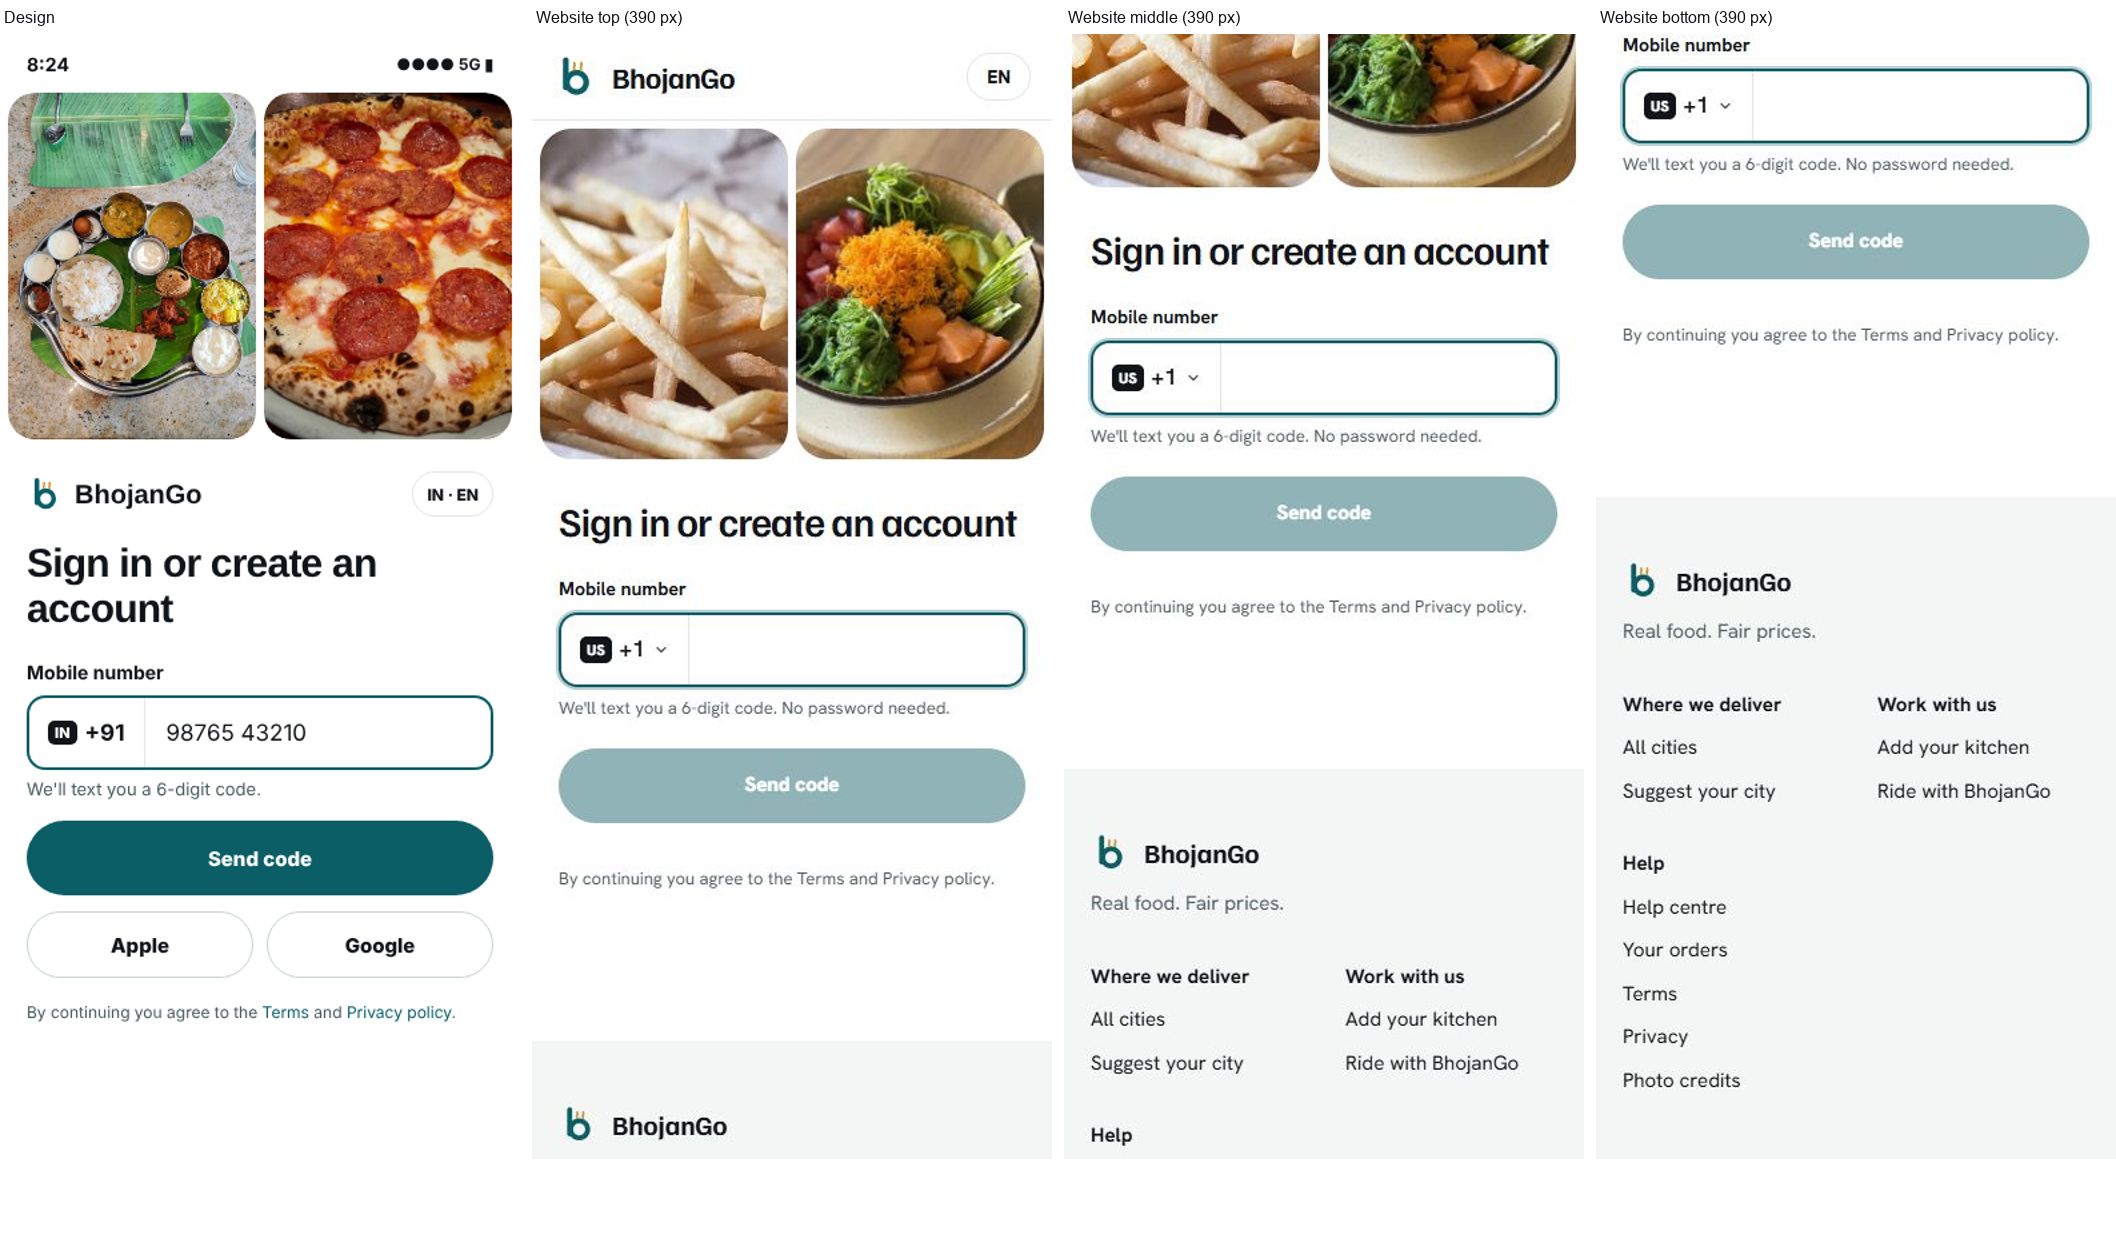 Design
8:24
5G
BhojanGo
IN · EN
Sign in or create an
account
Mobile number
IN +91 98765 43210
We'll text you a 6-digit code.
Send code
Apple
Google
By continuing you agree to the Terms and Privacy policy.
Website top (390 px)
BhojanGo
EN
Sign in or create an account
Mobile number
US +1
We'll text you a 6-digit code. No password needed.
Send code
By continuing you agree to the Terms and Privacy policy.
BhojanGo
Website middle (390 px)
Sign in or create an account
Mobile number
US +1
We'll text you a 6-digit code. No password needed.
Send code
By continuing you agree to the Terms and Privacy policy.
BhojanGo
Real food. Fair prices.
Where we deliver
All cities
Suggest your city
Work with us
Add your kitchen
Ride with BhojanGo
Help
Website bottom (390 px)
Mobile number
US +1
We'll text you a 6-digit code. No password needed.
Send code
By continuing you agree to the Terms and Privacy policy.
BhojanGo
Real food. Fair prices.
Where we deliver
All cities
Suggest your city
Work with us
Add your kitchen
Ride with BhojanGo
Help
Help centre
Your orders
Terms
Privacy
Photo credits